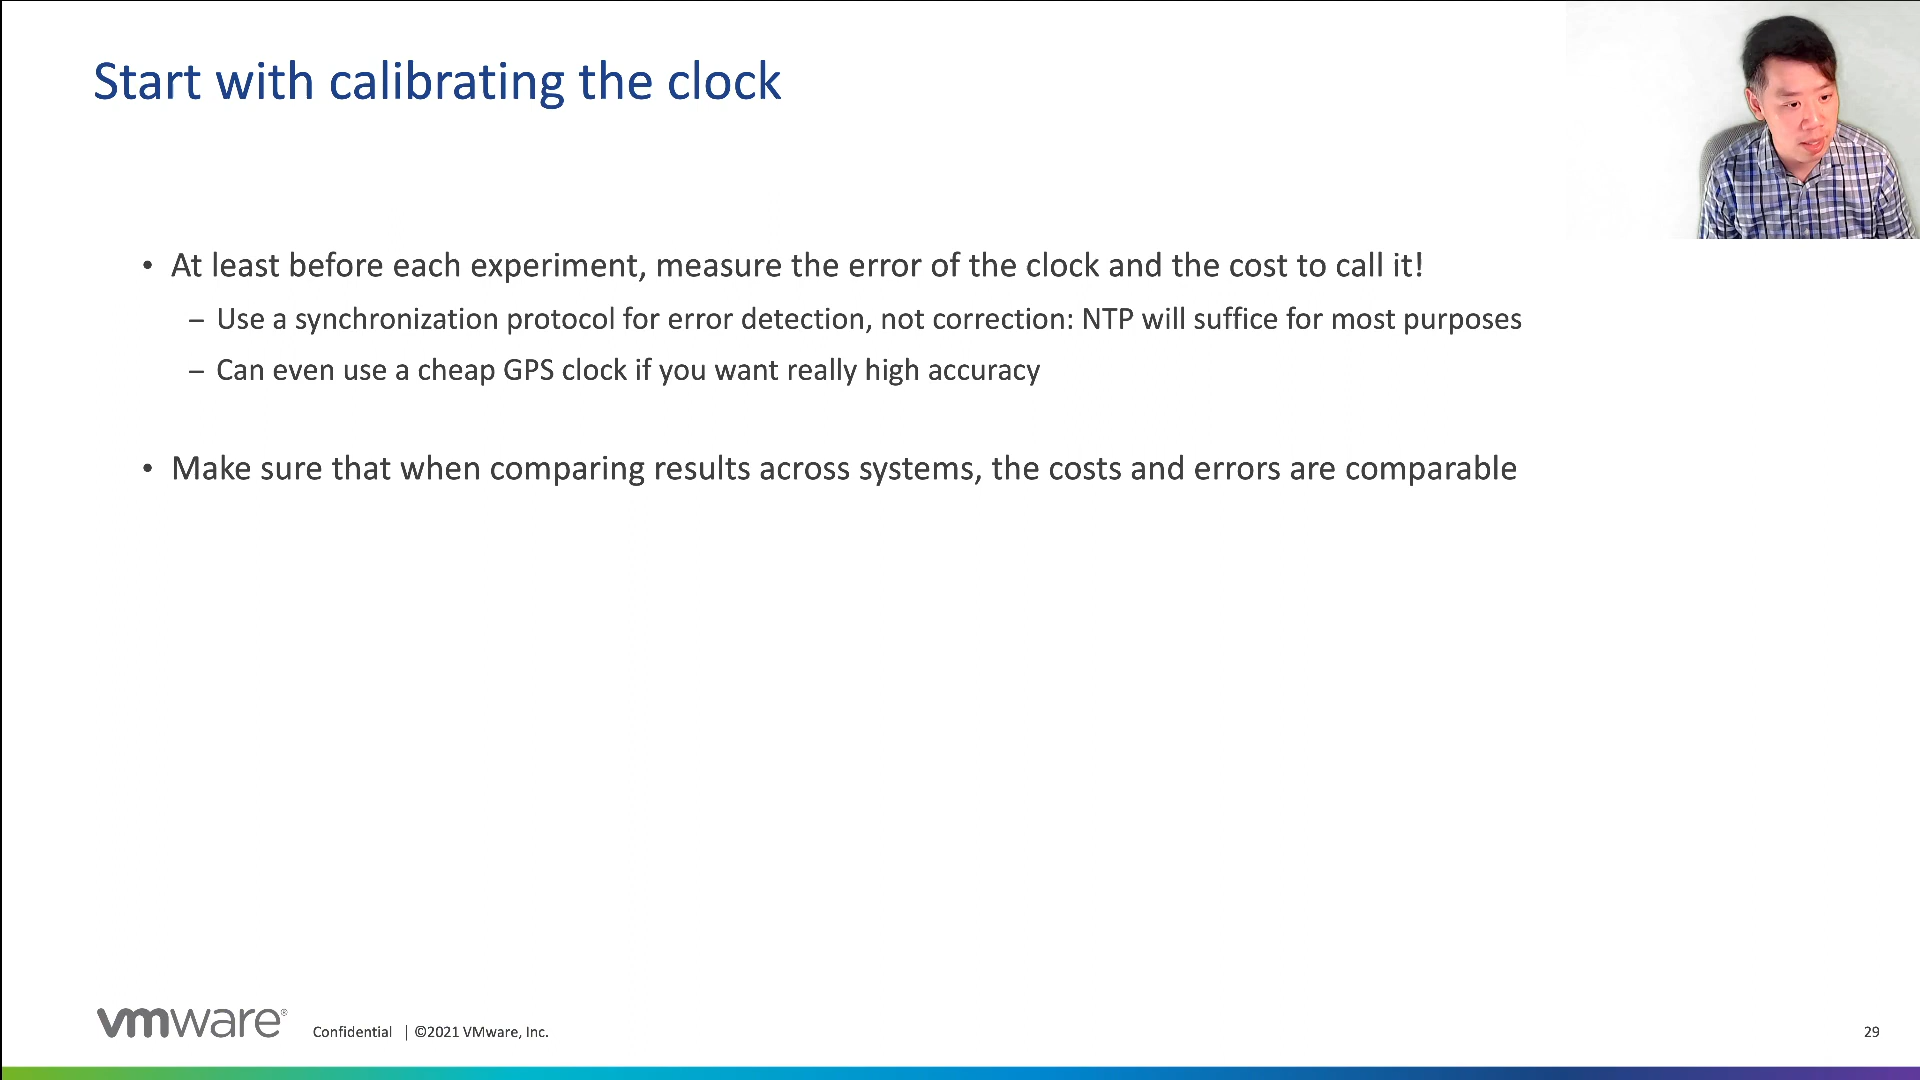 Start with calibrating the clock
• At least before each experiment, measure the error of the clock and the cost to call it!
– Use a synchronization protocol for error detection, not correction: NTP will suffice for most purposes
– Can even use a cheap GPS clock if you want really high accuracy
• Make sure that when comparing results across systems, the costs and errors are comparable
vmware® Confidential | ©2021 VMware, Inc. 29